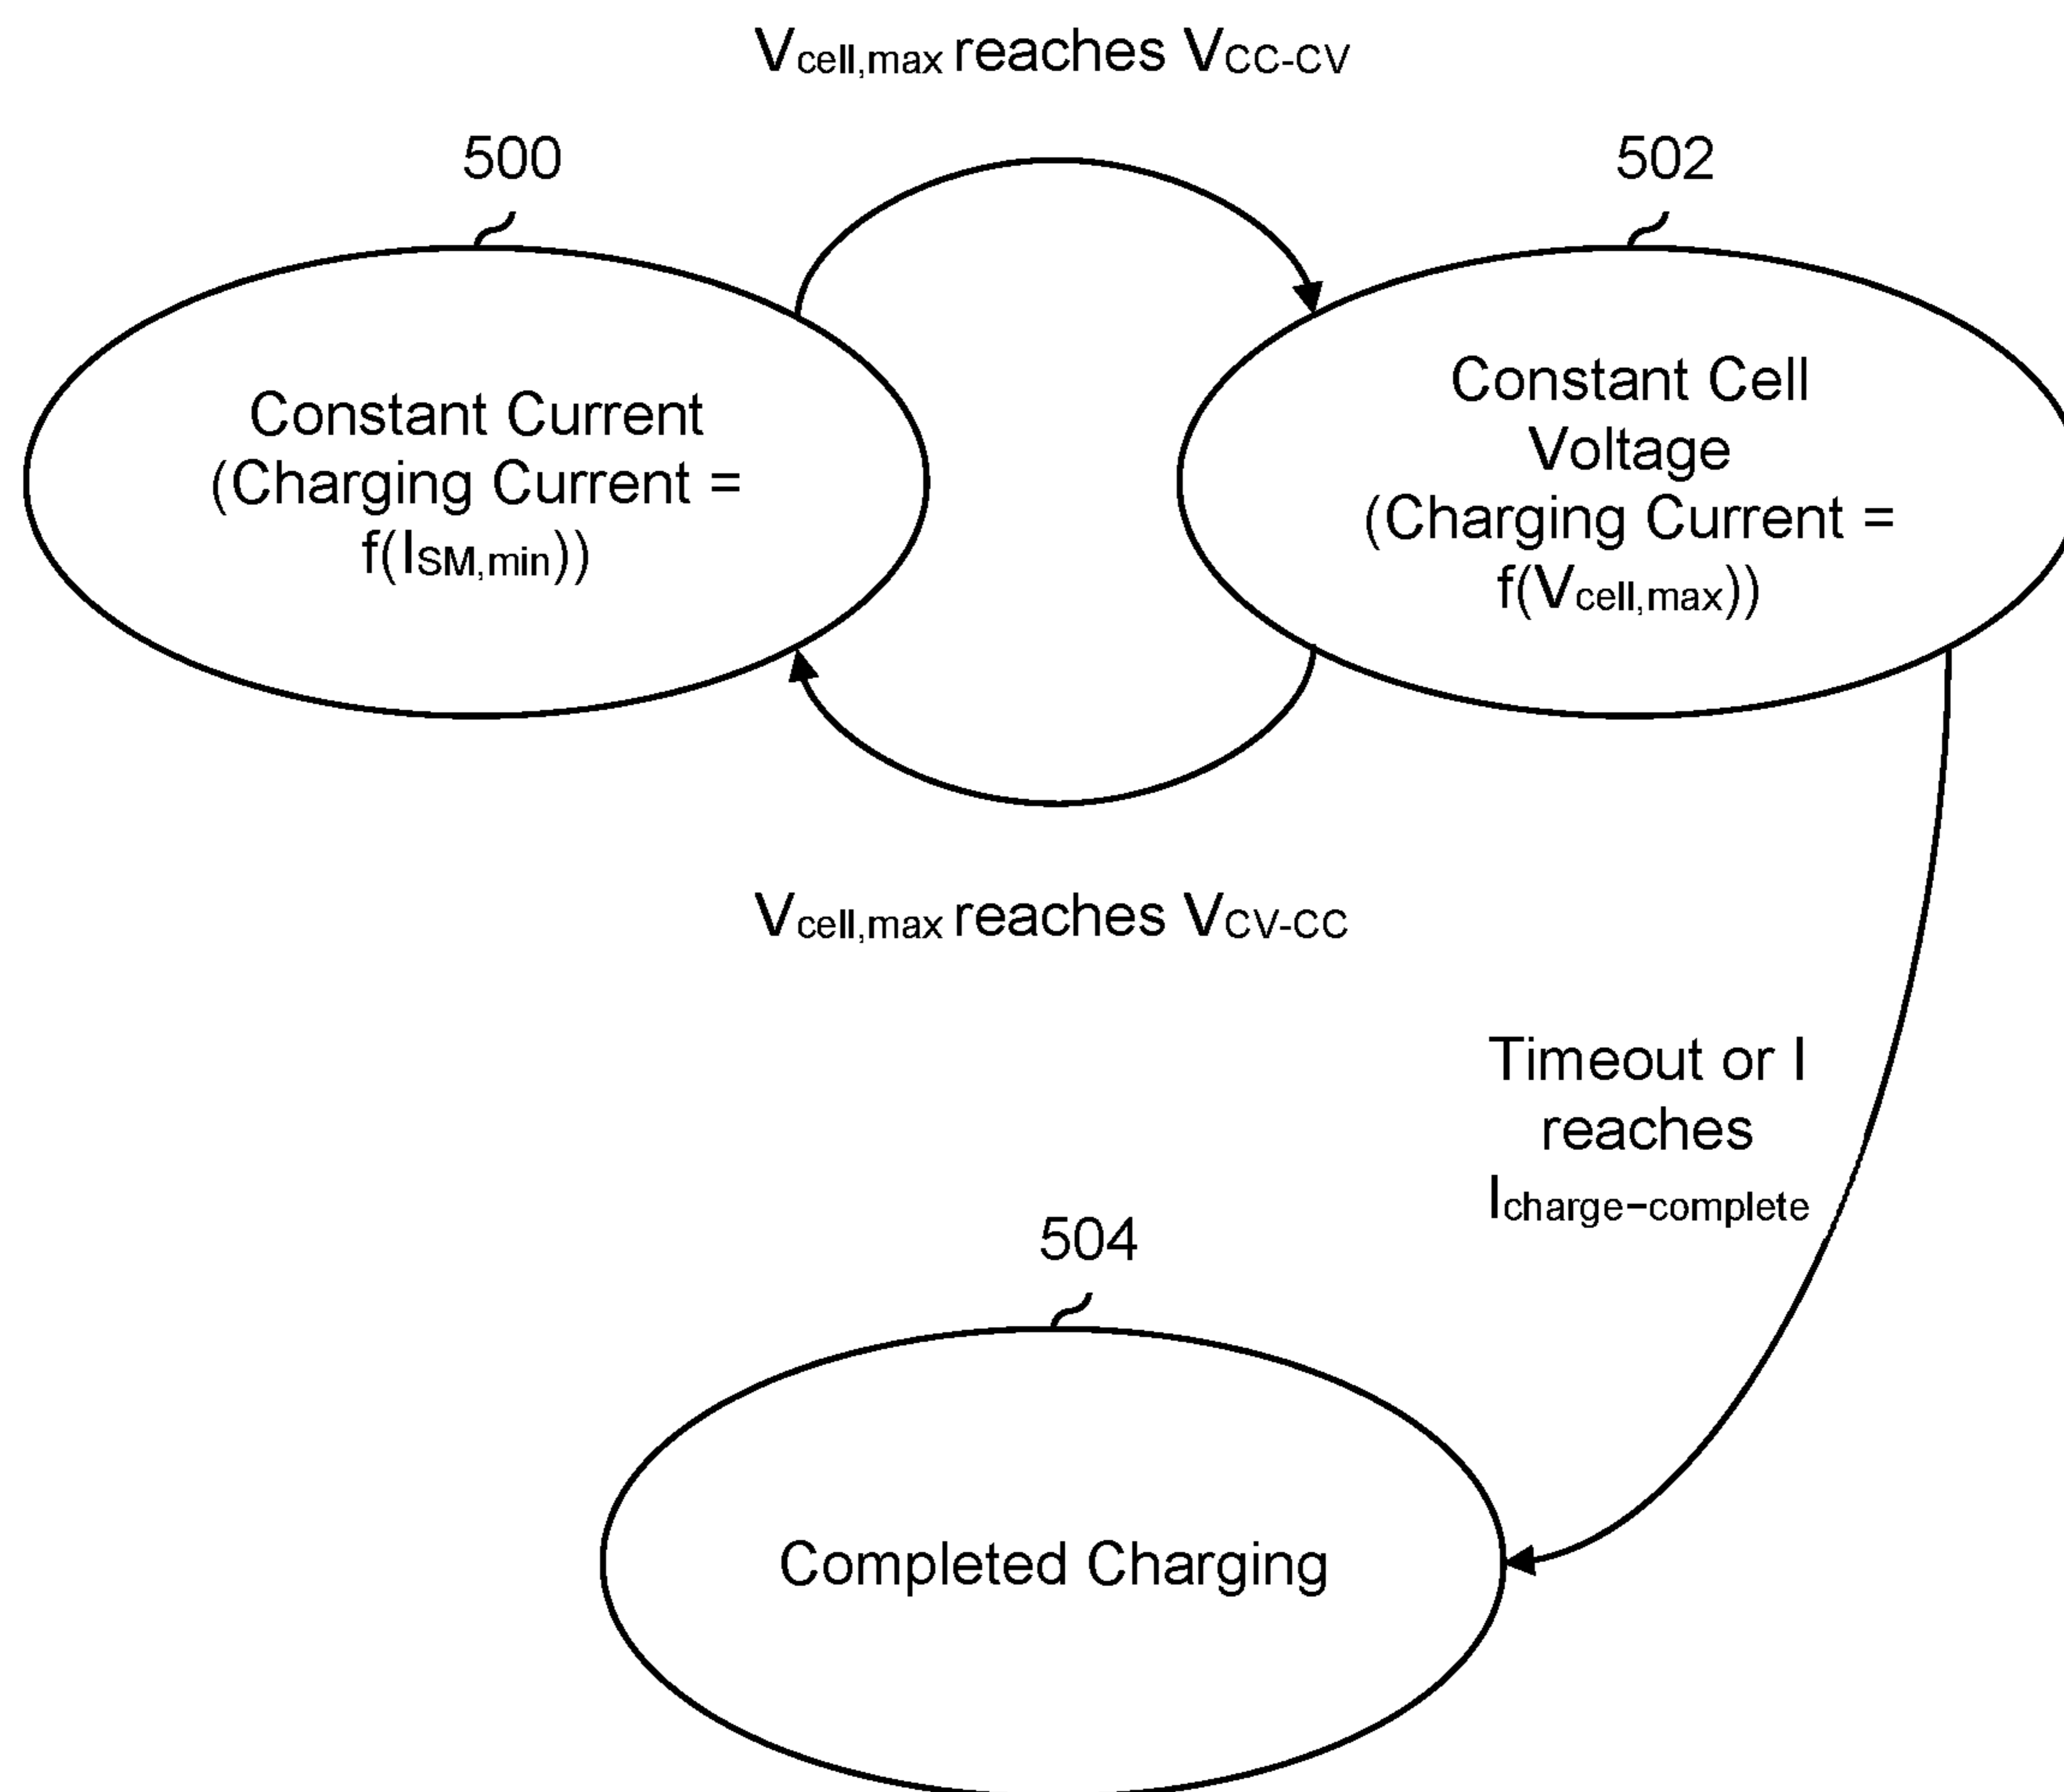 Vcell,max reaches VCC-CV
500
502
Constant Current
(Charging Current =
f(ISM,min))
Constant Cell
Voltage
(Charging Current =
f(Vcell,max))
Vcell,max reaches VCV-CC
Timeout or I
reaches
Icharge-complete
504
Completed Charging